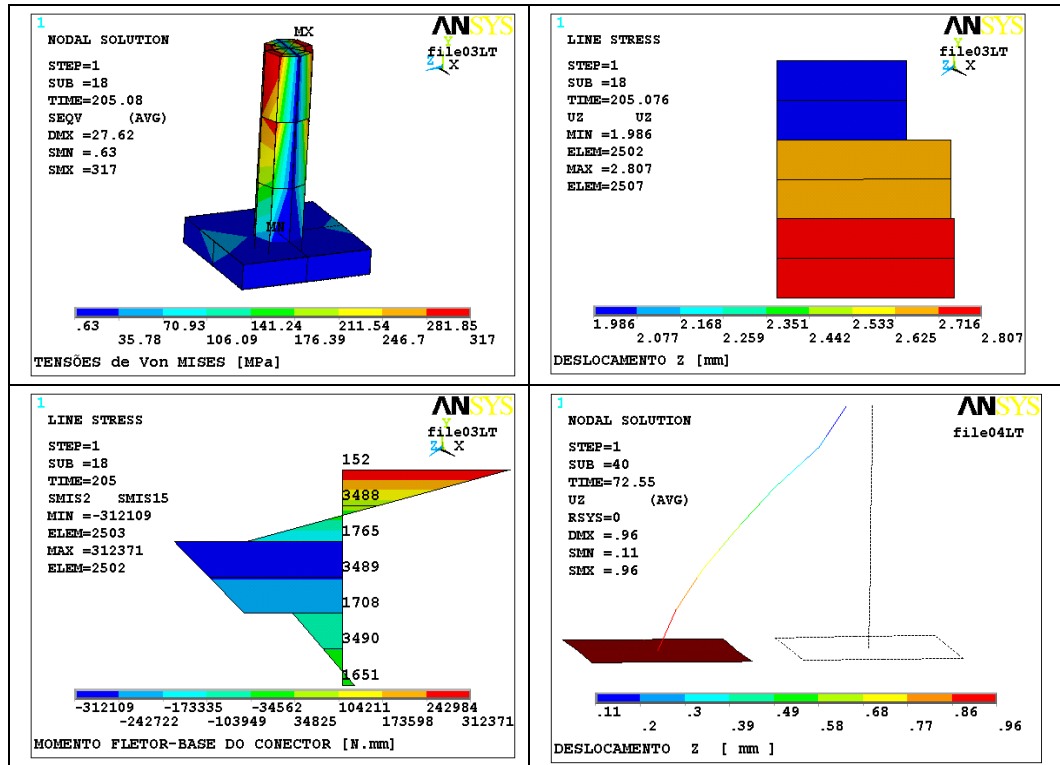 1
ANSYS
NODAL SOLUTION
file03LT
STEP=1
SUB =18
TIME=205.08
SEQV (AVG)
DMX =27.62
SMN =.63
SMX =317
Y
Z X
MX
MN
.63 70.93 141.24 211.54 281.85
35.78 106.09 176.39 246.7 317
TENSÕES de Von MISES [MPa]
1
ANSYS
LINE STRESS
file03LT
STEP=1
SUB =18
TIME=205.076
UZ UZ
MIN =1.986
ELEM=2502
MAX =2.807
ELEM=2507
Y
Z X
1.986 2.168 2.351 2.533 2.716
2.077 2.259 2.442 2.625 2.807
DESLOCAMENTO Z [mm]
1
ANSYS
LINE STRESS
file03LT
STEP=1
SUB =18
TIME=205
SMIS2 SMIS15
MIN =-312109
ELEM=2503
MAX =312371
ELEM=2502
Y
Z X
152
3488
1765
3489
1708
3490
1651
-312109 -173335 -34562 104211 242984
-242722 -103949 34825 173598 312371
MOMENTO FLETOR-BASE DO CONECTOR [N.mm]
1
ANSYS
NODAL SOLUTION
file04LT
STEP=1
SUB =40
TIME=72.55
UZ (AVG)
RSYS=0
DMX =.96
SMN =.11
SMX =.96
.11 .3 .49 .68 .86
.2 .39 .58 .77 .96
DESLOCAMENTO Z [ mm ]